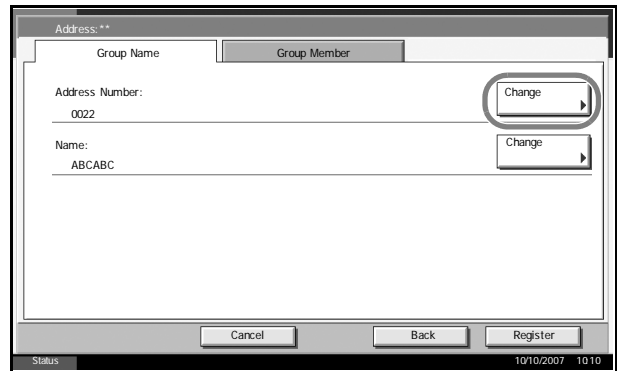 Address:**
Group Name Group Member
Address Number: Change
0022
Name: Change
ABCABC
Cancel Back Register
Status 10/10/2007 10:10